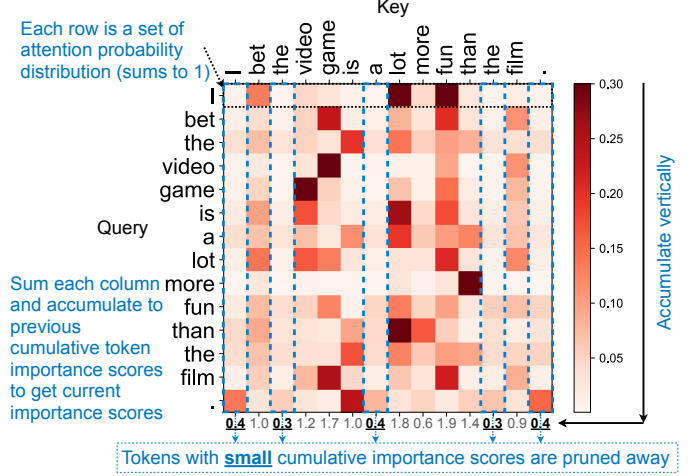 Key
Each row is a set of
attention probability
distribution (sums to 1)
I bet the video game is a lot more fun than the film .
I
bet
the
video
game
is
a
lot
more
fun
than
the
film
.
Query
Sum each column
and accumulate to
previous
cumulative token
importance scores
to get current
importance scores
0.30
0.25
0.20
0.15
0.10
0.05
Accumulate vertically
0.4 1.0 0.3 1.2 1.7 1.0 0.4 1.8 0.6 1.9 1.4 0.3 0.9 0.4
Tokens with small cumulative importance scores are pruned away